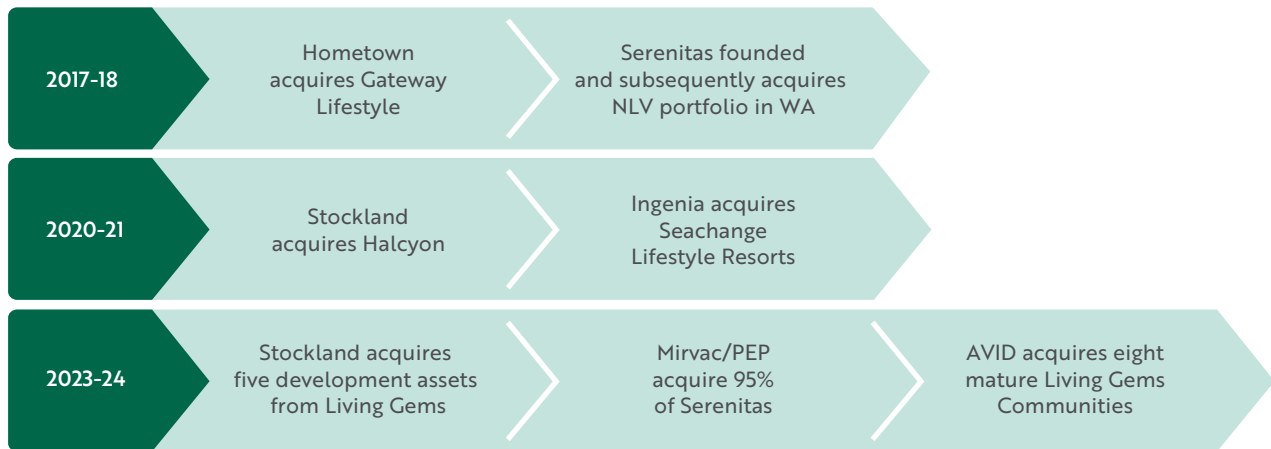 2017-18
Hometown
acquires Gateway
Lifestyle
Serenitas founded
and subsequently acquires
NLV portfolio in WA
2020-21
Stockland
acquires Halcyon
Ingenia acquires
Seachange
Lifestyle Resorts
2023-24
Stockland acquires
five development assets
from Living Gems
Mirvac/PEP
acquire 95%
of Serenitas
AVID acquires eight
mature Living Gems
Communities